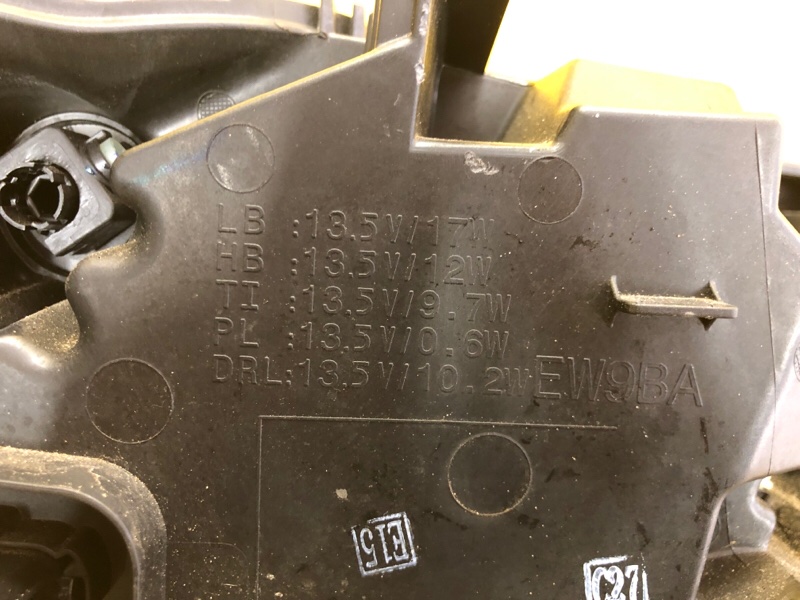 LB :13.5V/17W
HB :13.5V/12W
TI :13.5V/9.7W
PL :13.5V/0.6W
DRL:13.5V/10.2W EW9BA
E15
C27